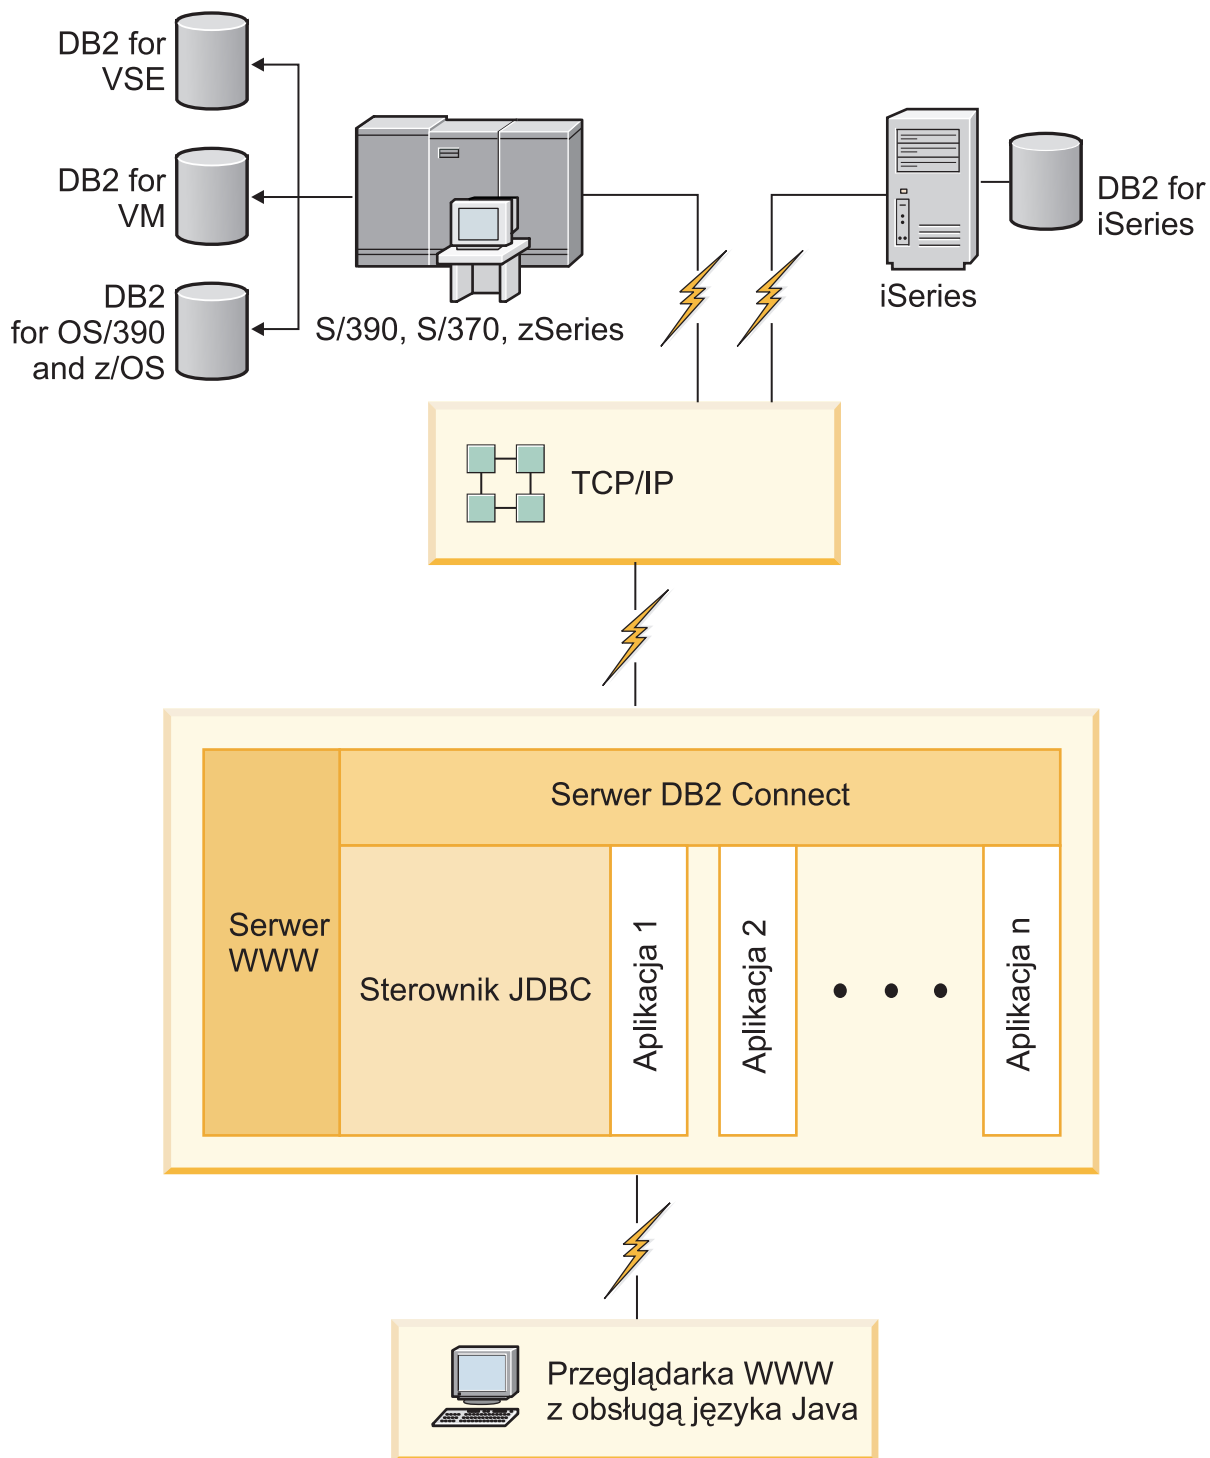 DB2 for
VSE
DB2 for
VM
DB2
for OS/390
and z/OS
S/390, S/370, zSeries
iSeries
DB2 for
iSeries
TCP/IP
Serwer DB2 Connect
Serwer
WWW
Sterownik JDBC
Aplikacja 1
Aplikacja 2
Aplikacja n
Przeglądarka WWW
z obsługą języka Java